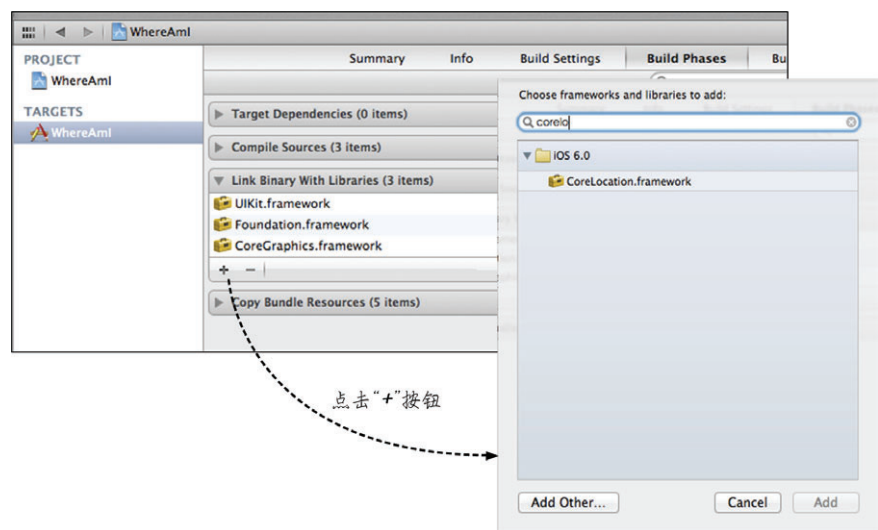 WhereAmI
PROJECT
WhereAmI
TARGETS
WhereAmI
Summary Info Build Settings Build Phases Bu
Target Dependencies (0 items)
Compile Sources (3 items)
Link Binary With Libraries (3 items)
UIKit.framework
Foundation.framework
CoreGraphics.framework
+ −
Copy Bundle Resources (5 items)
Choose frameworks and libraries to add:
corelo
iOS 6.0
CoreLocation.framework
Add Other...
Cancel
Add
点击“+”按钮